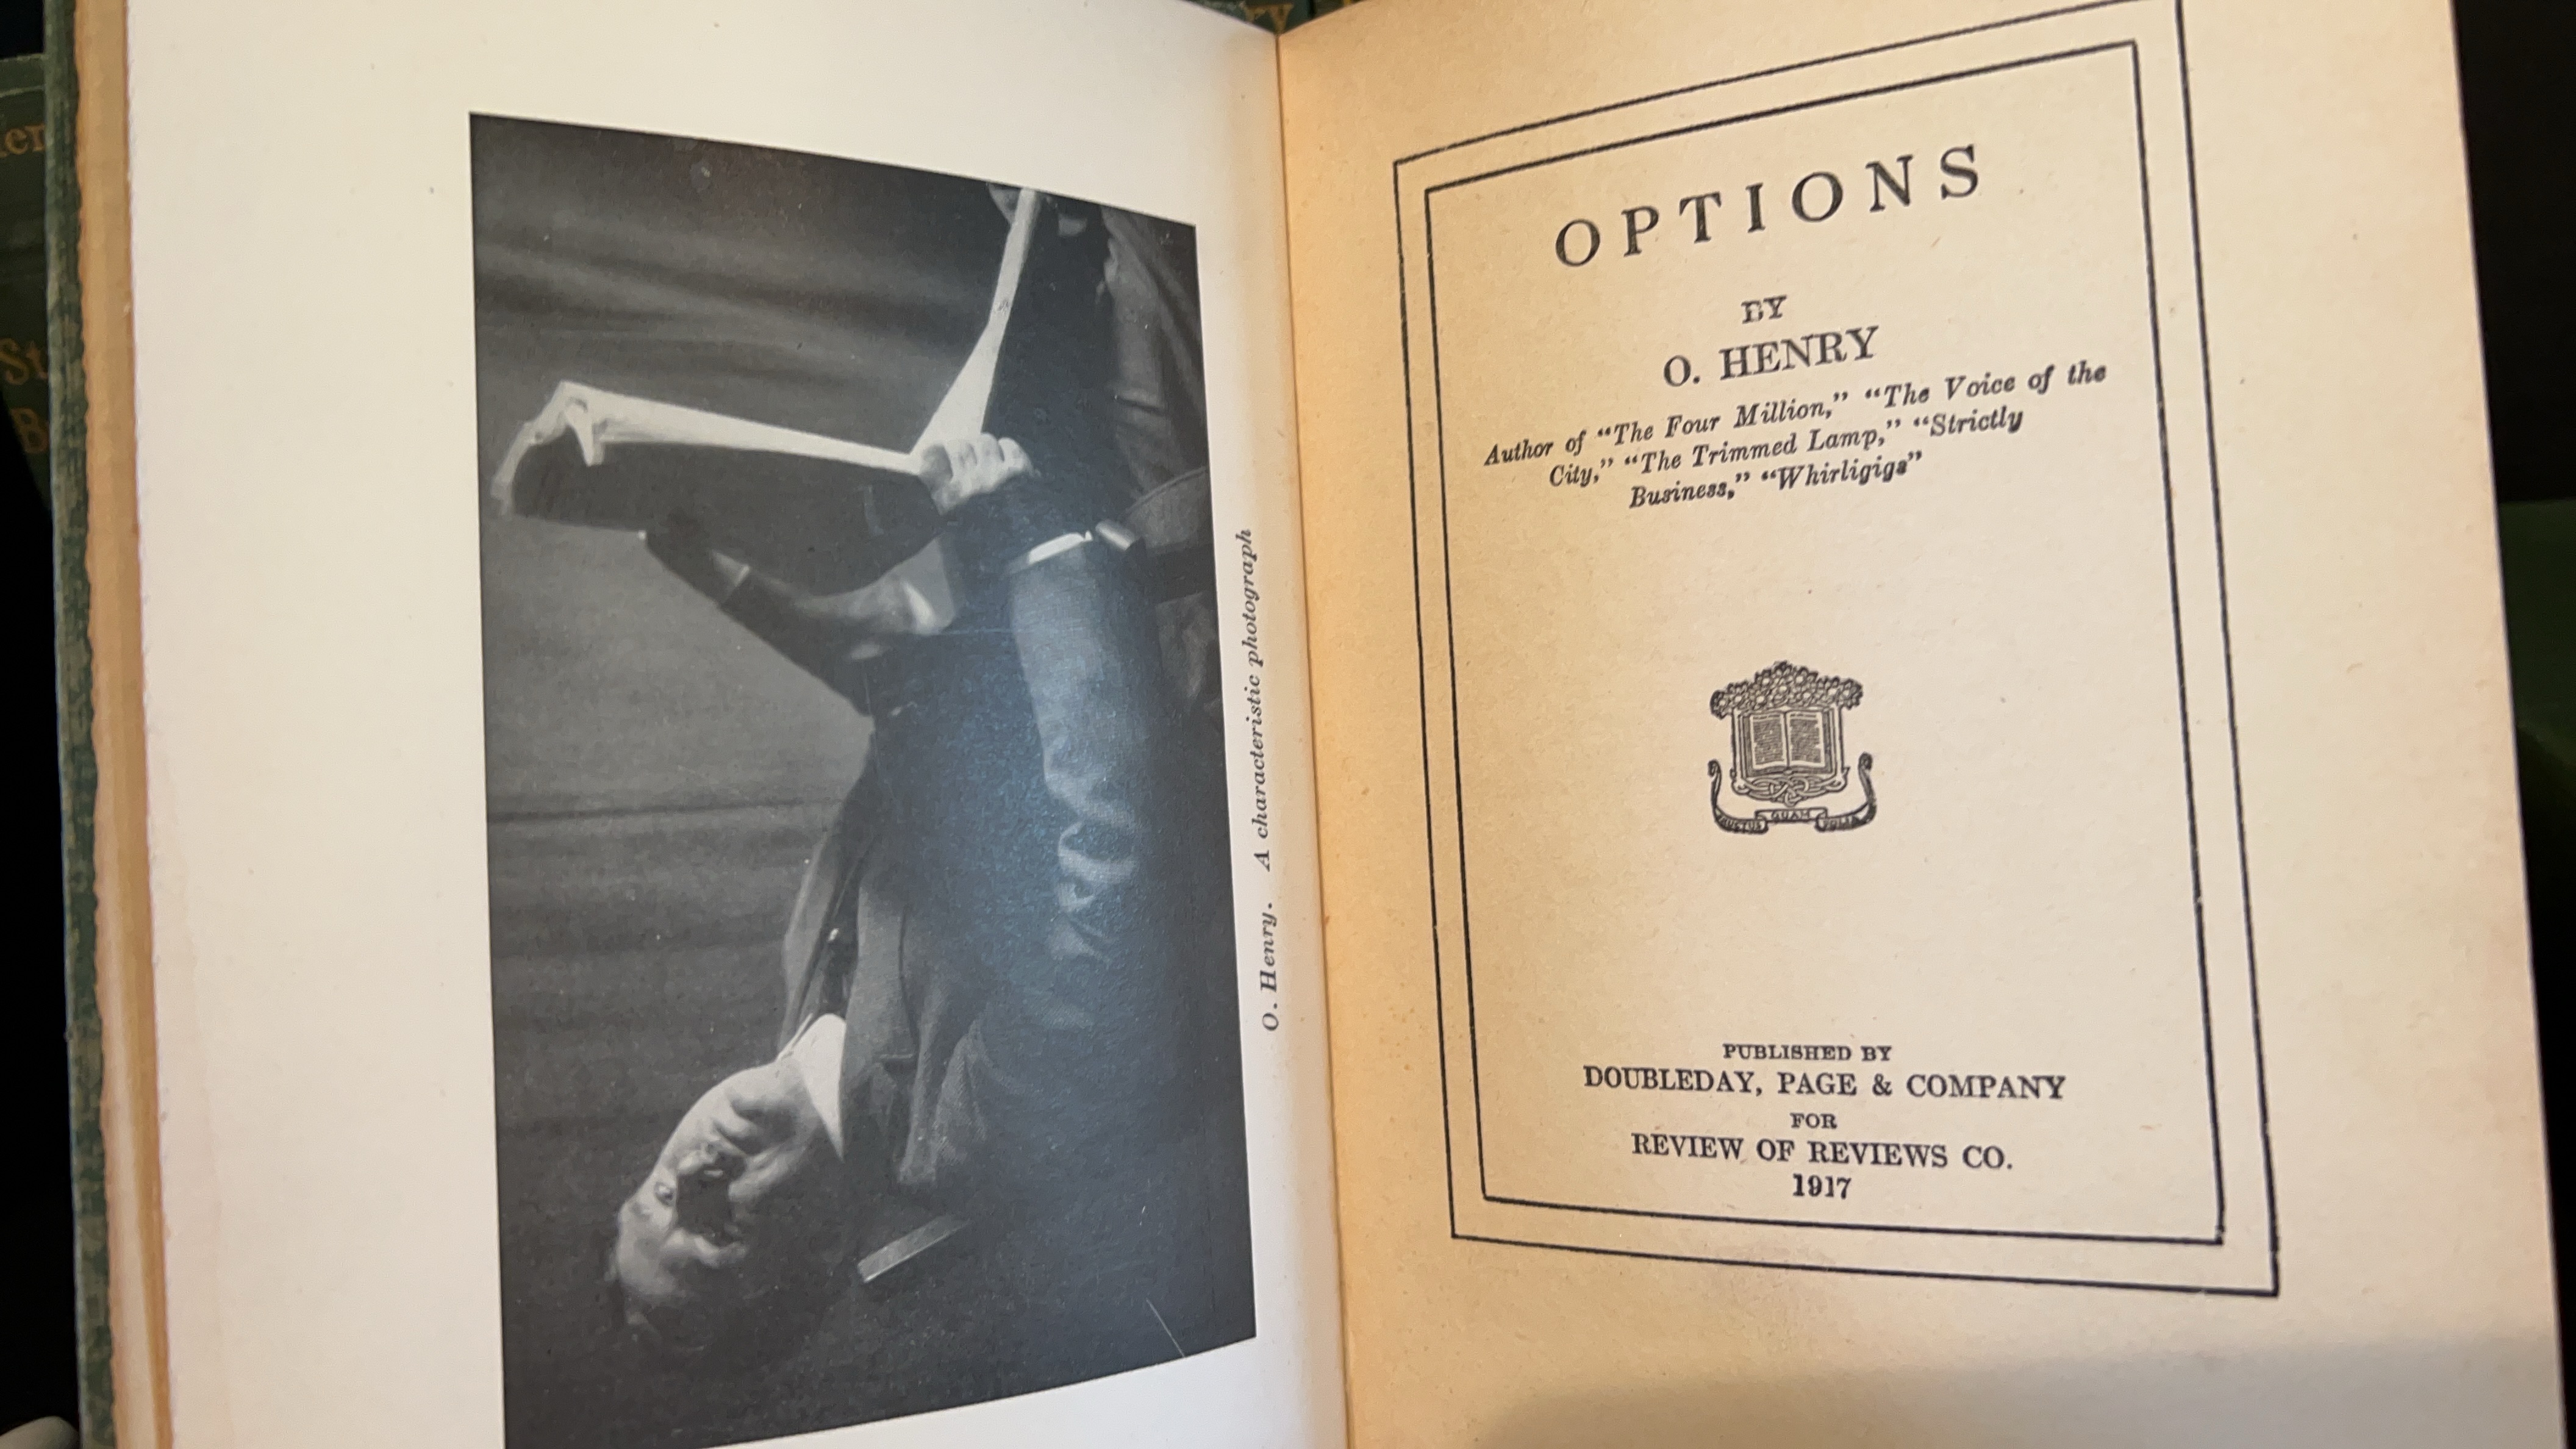 O. Henry. A characteristic photograph
OPTIONS
BY
O. HENRY
Author of “The Four Million,” “The Voice of the
City,” “The Trimmed Lamp,” “Strictly
Business,” “Whirligigs”
QUAM
PUBLISHED BY
DOUBLEDAY, PAGE & COMPANY
FOR
REVIEW OF REVIEWS CO.
1917